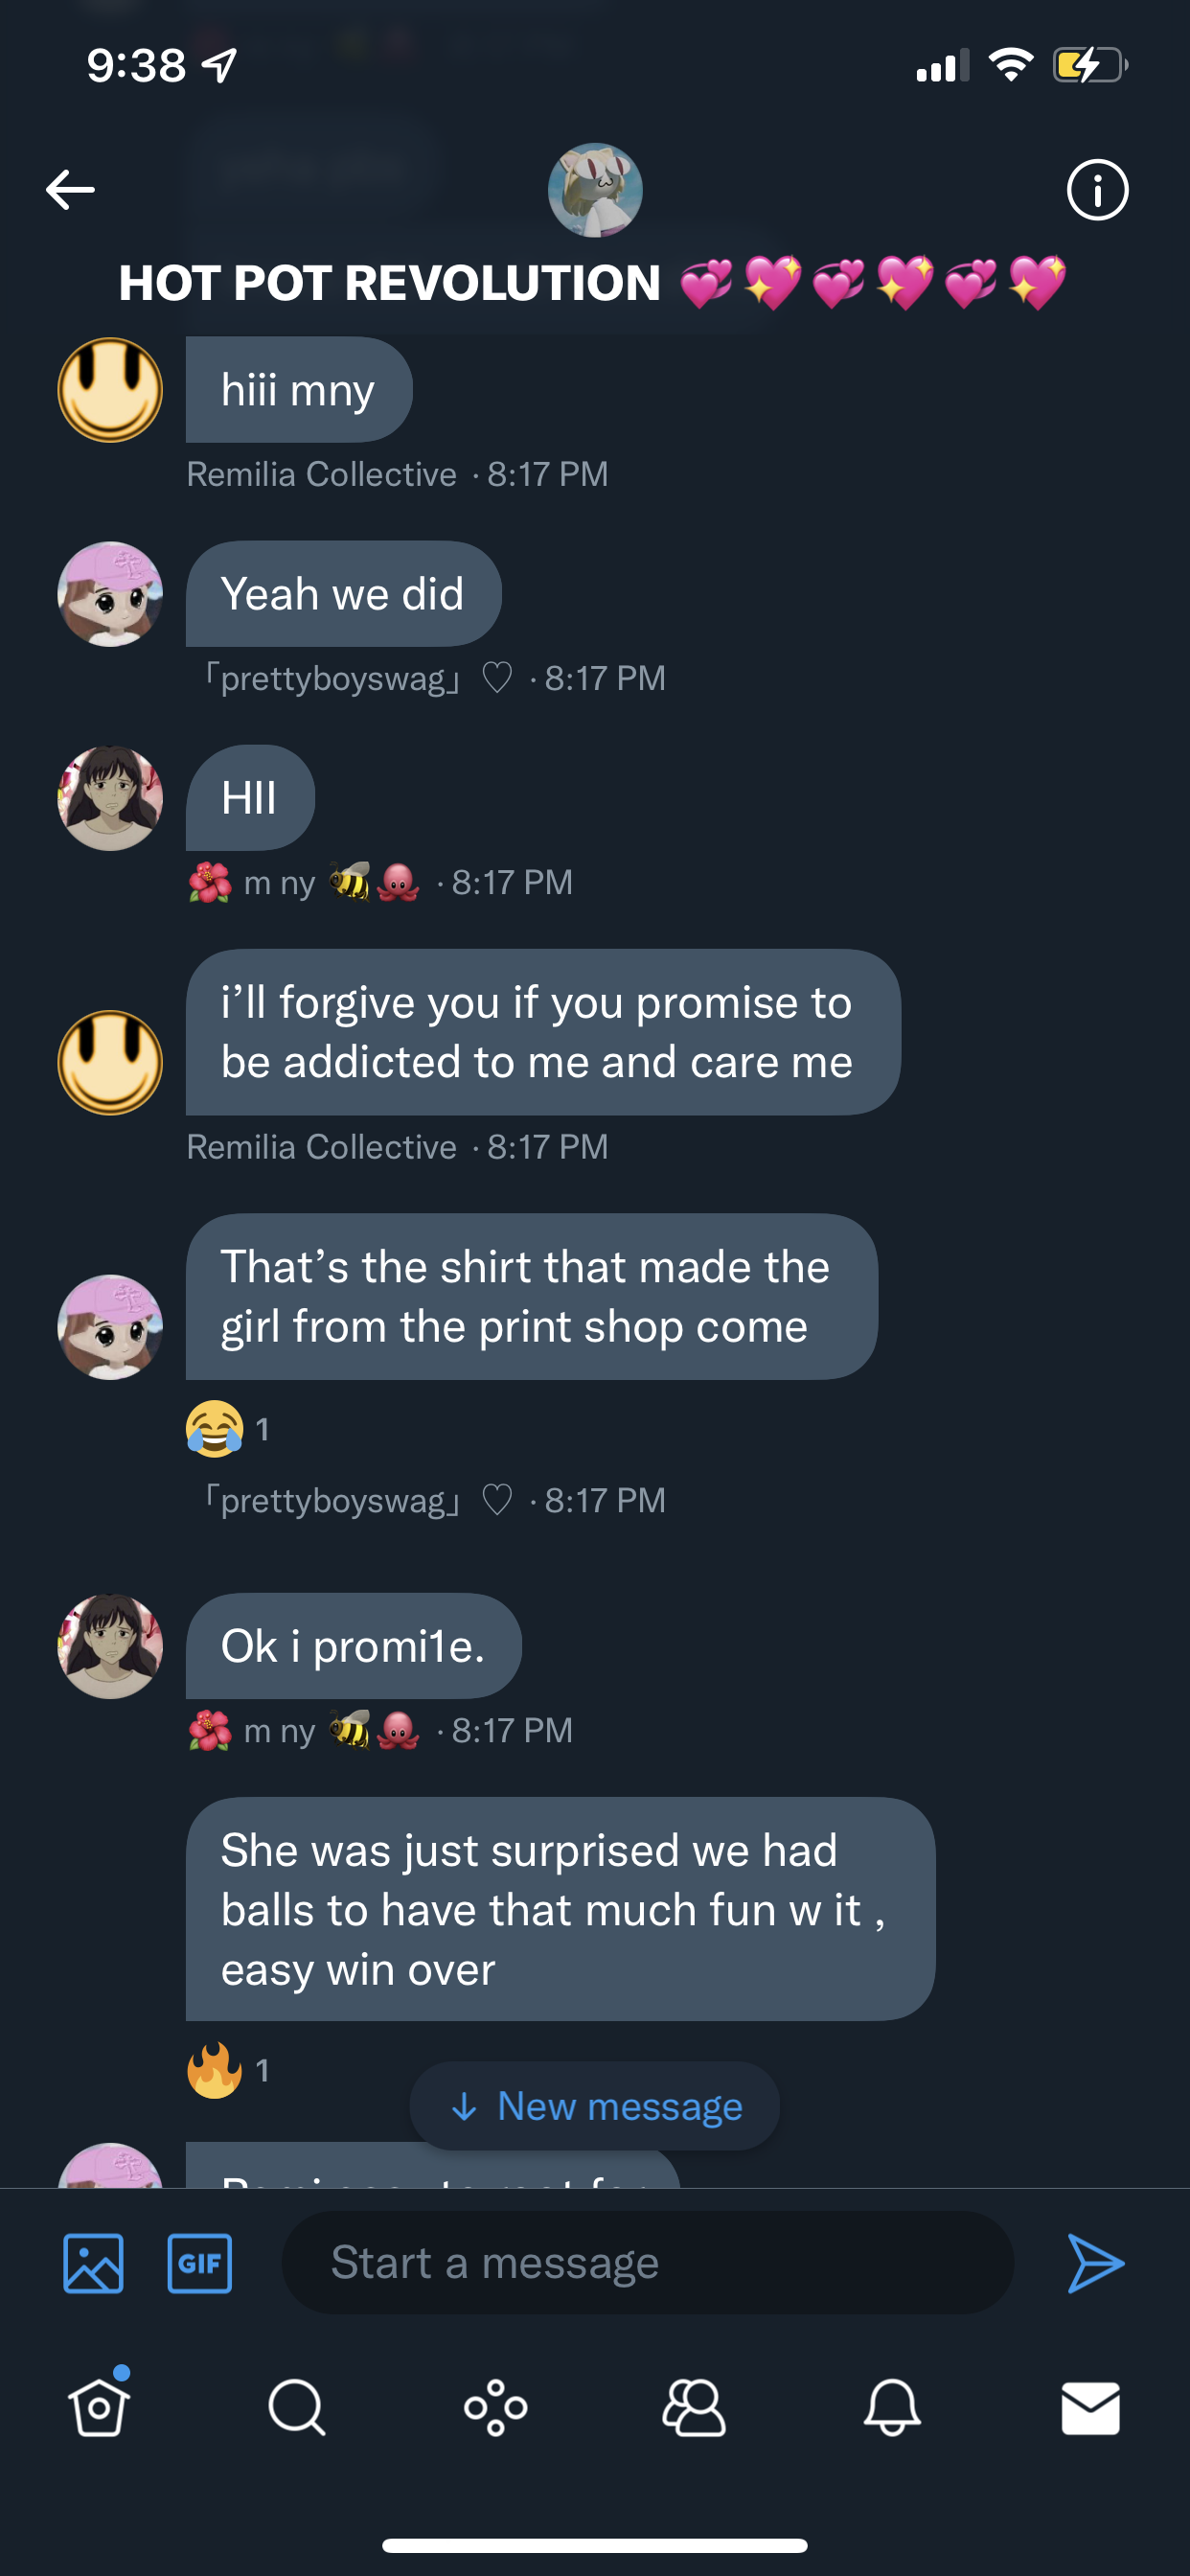 9:38
HOT POT REVOLUTION 💞💖💞💖💞💖
hiii mny
Remilia Collective · 8:17 PM
Yeah we did
「prettyboyswag」 ♡ · 8:17 PM
HII
🌺 m ny 🐝🐙 · 8:17 PM
i’ll forgive you if you promise to
be addicted to me and care me
Remilia Collective · 8:17 PM
That’s the shirt that made the
girl from the print shop come
😂 1
「prettyboyswag」 ♡ · 8:17 PM
Ok i promi1e.
🌺 m ny 🐝🐙 · 8:17 PM
She was just surprised we had
balls to have that much fun w it ,
easy win over
🔥 1
↓ New message
GIF
Start a message